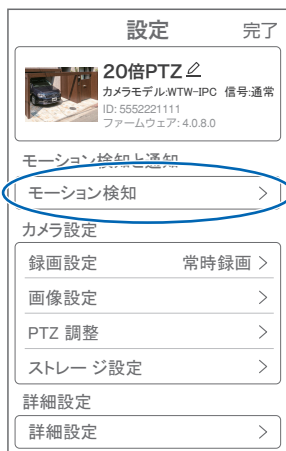 設定 完了
20倍PTZ
カメラモデル:WTW-IPC 信号:通常
ID: 5552221111
ファームウェア: 4.0.8.0
モーション検知と通知
モーション検知
カメラ設定
録画設定 常時録画
画像設定
PTZ 調整
ストレージ設定
詳細設定
詳細設定